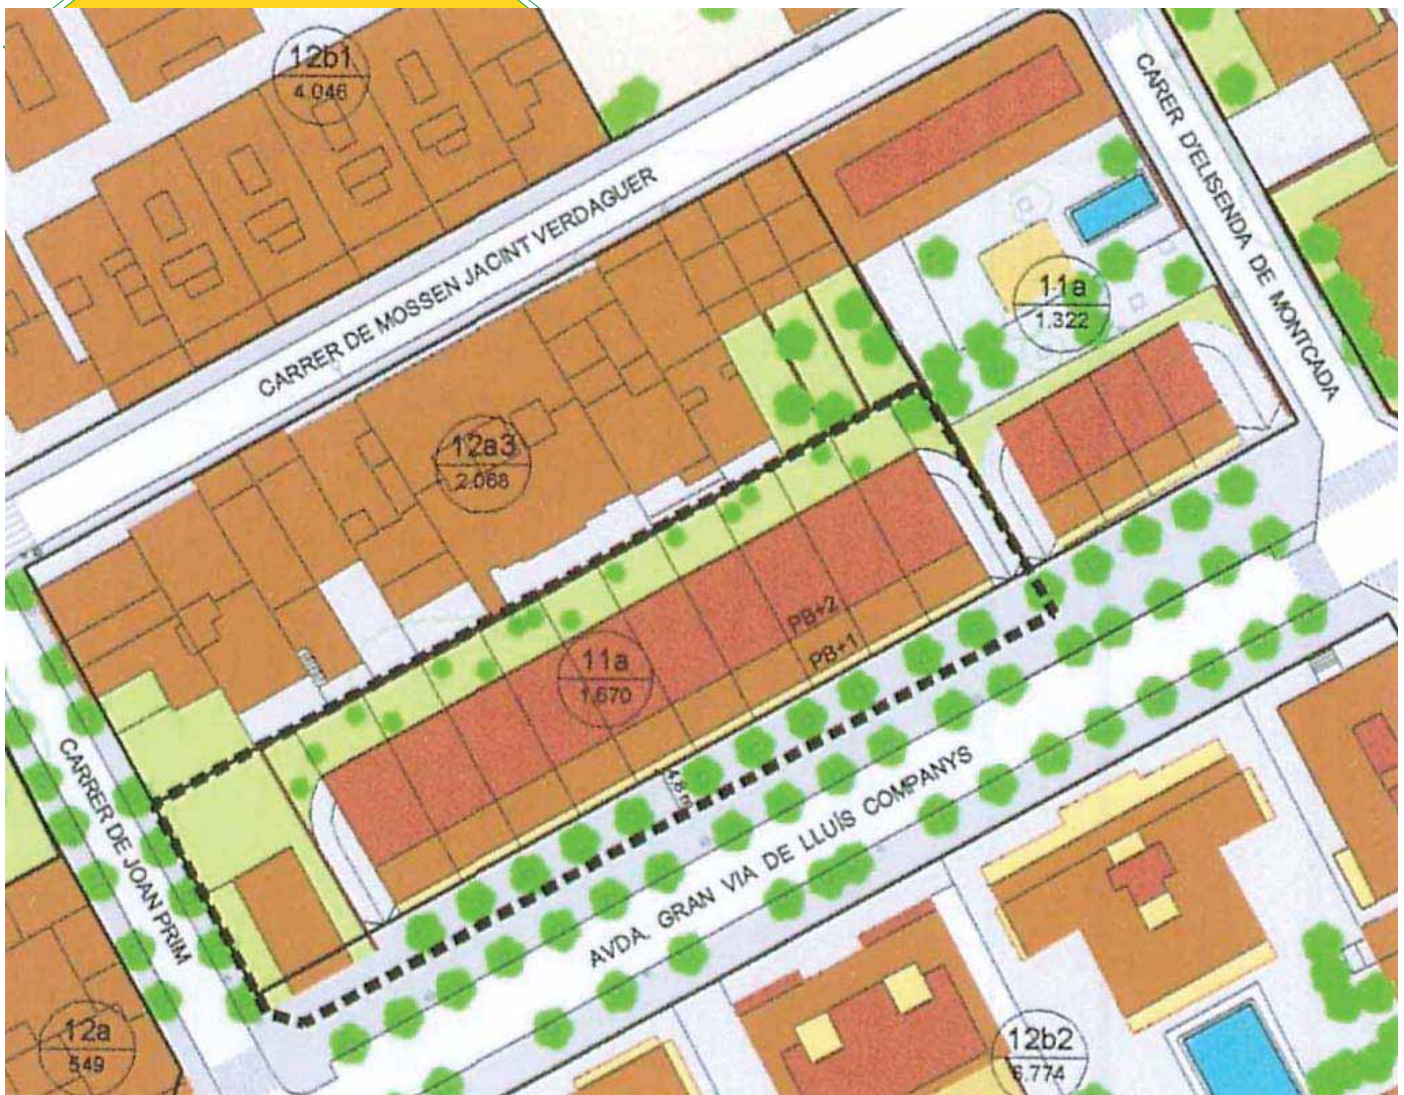 12b1
4.046
CARRER D'ELISENDA DE MONTCADA
CARRER DE MOSSEN JACINT VERDAGUER
11a
1.322
12a3
2.068
PB+2
PB+1
11a
1.670
CARRER DE JOAN PRIM
AVDA. GRAN VIA DE LLUÍS COMPANYS
12a
549
12b2
6.774